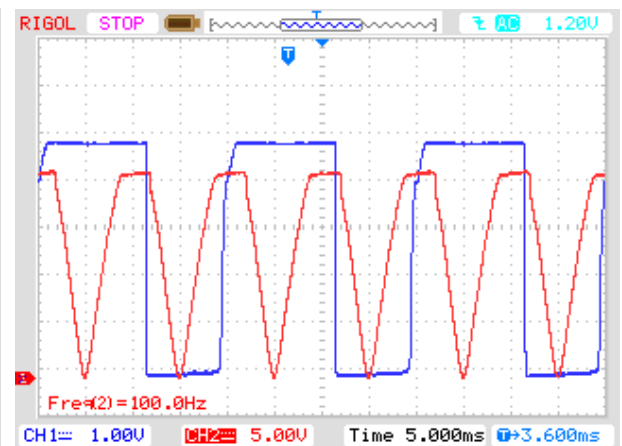 RIGOL STOP T AC 1.20V
T
1
Freq(2)=100.0Hz
CH1 1.00V CH2 5.00V Time 5.000ms T→3.600ms